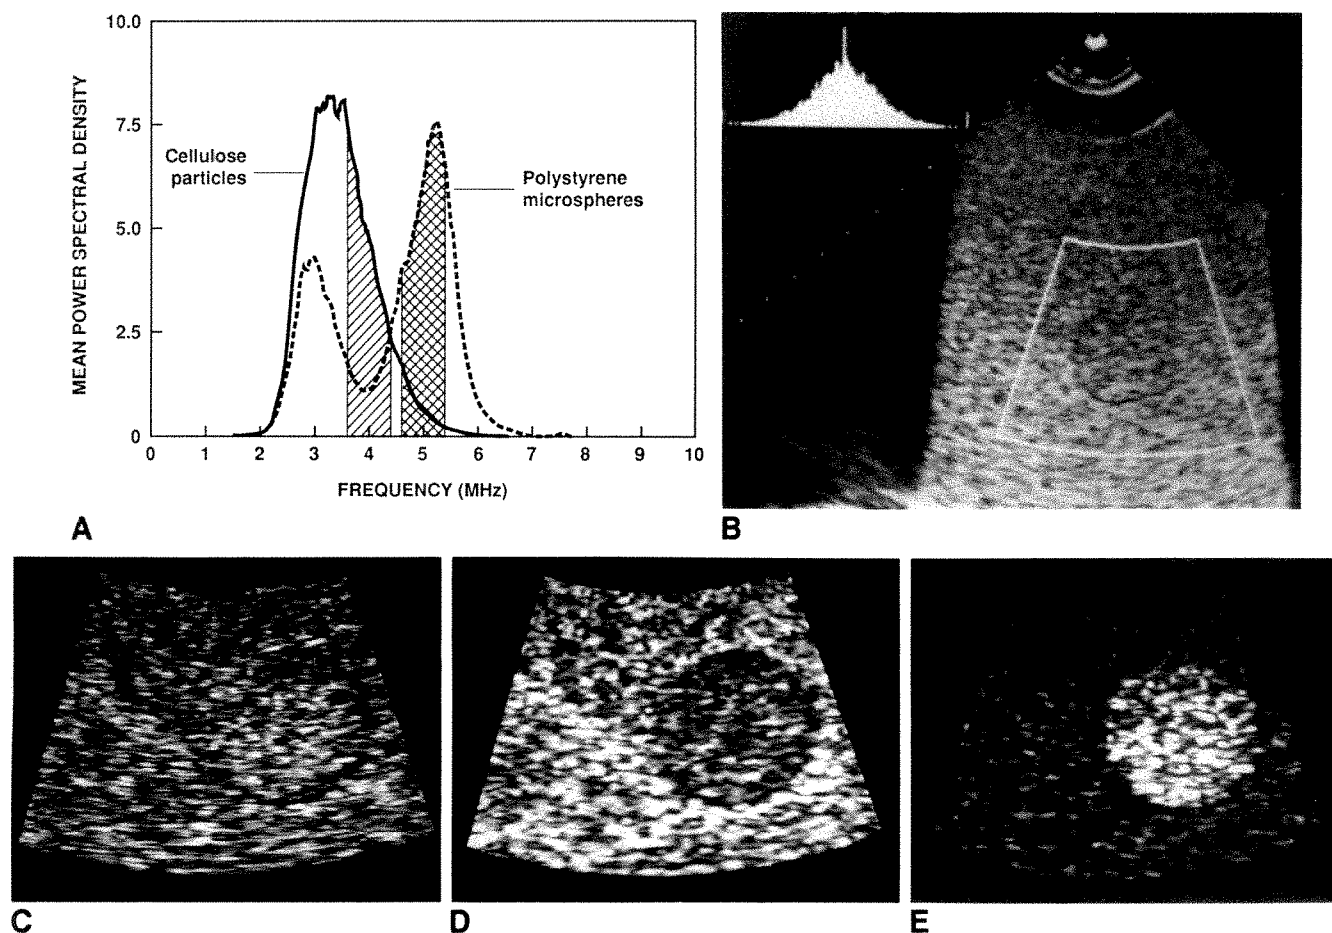 10.0
7.5
5.0
2.5
0
MEAN POWER SPECTRAL DENSITY
Cellulose
particles
Polystyrene
microspheres
0 1 2 3 4 5 6 7 8 9 10
FREQUENCY (MHz)
A
B
C
D
E